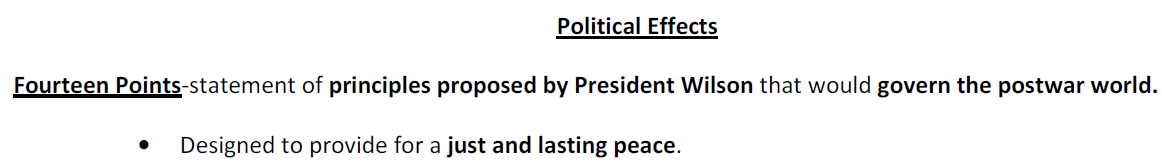 Political Effects
Fourteen Points-statement of principles proposed by President Wilson that would govern the postwar world.
• Designed to provide for a just and lasting peace.